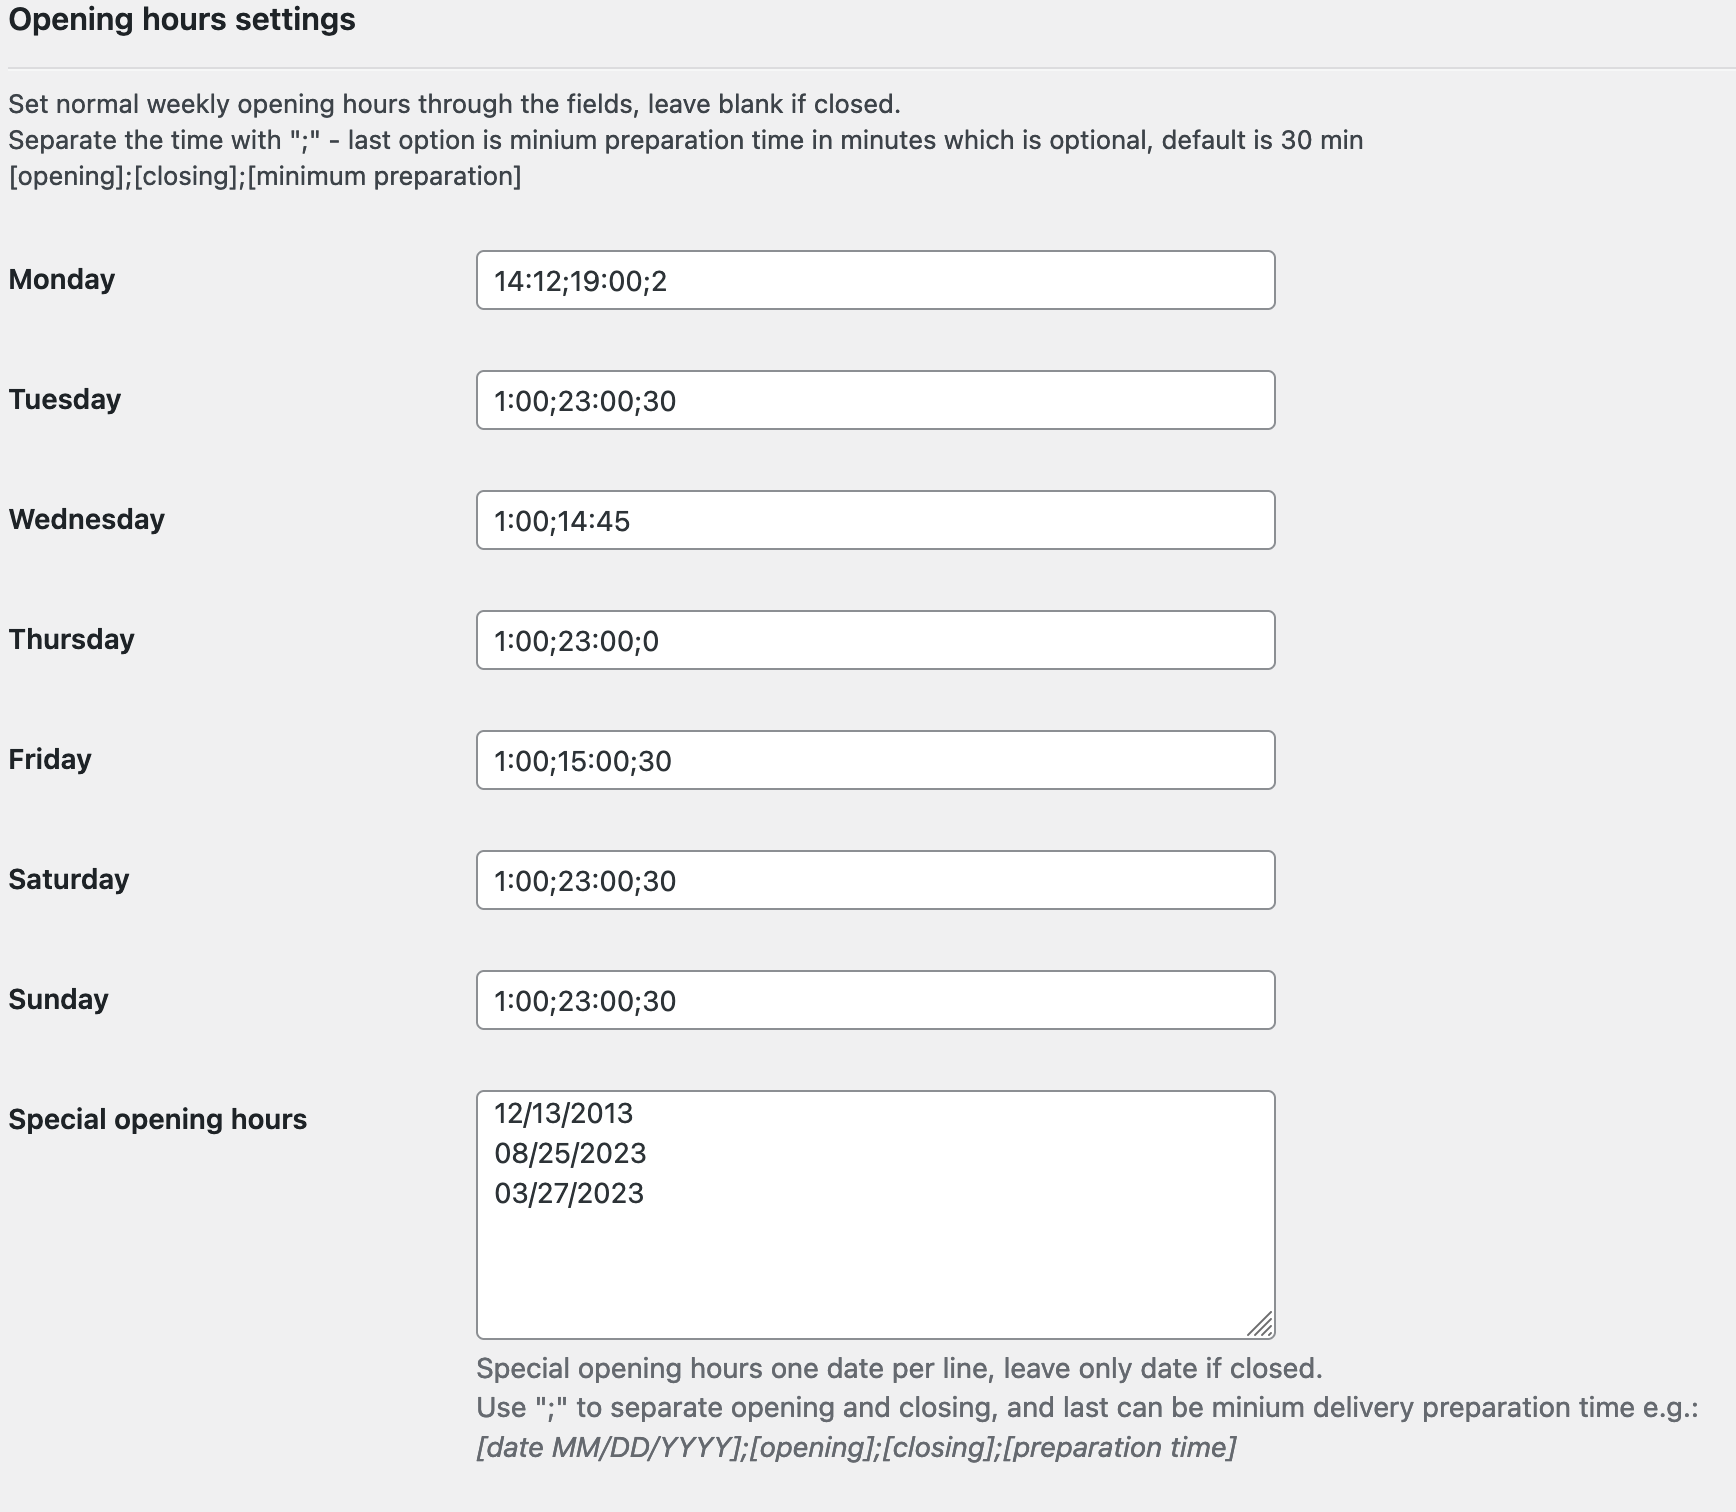 Opening hours settings
Set normal weekly opening hours through the fields, leave blank if closed.
Separate the time with ";" - last option is minium preparation time in minutes which is optional, default is 30 min
[opening];[closing];[minimum preparation]
Monday
14:12;19:00;2
Tuesday
1:00;23:00;30
Wednesday
1:00;14:45
Thursday
1:00;23:00;0
Friday
1:00;15:00;30
Saturday
1:00;23:00;30
Sunday
1:00;23:00;30
Special opening hours
12/13/2013
08/25/2023
03/27/2023
Special opening hours one date per line, leave only date if closed.
Use ";" to separate opening and closing, and last can be minium delivery preparation time e.g.:
[date MM/DD/YYYY];[opening];[closing];[preparation time]